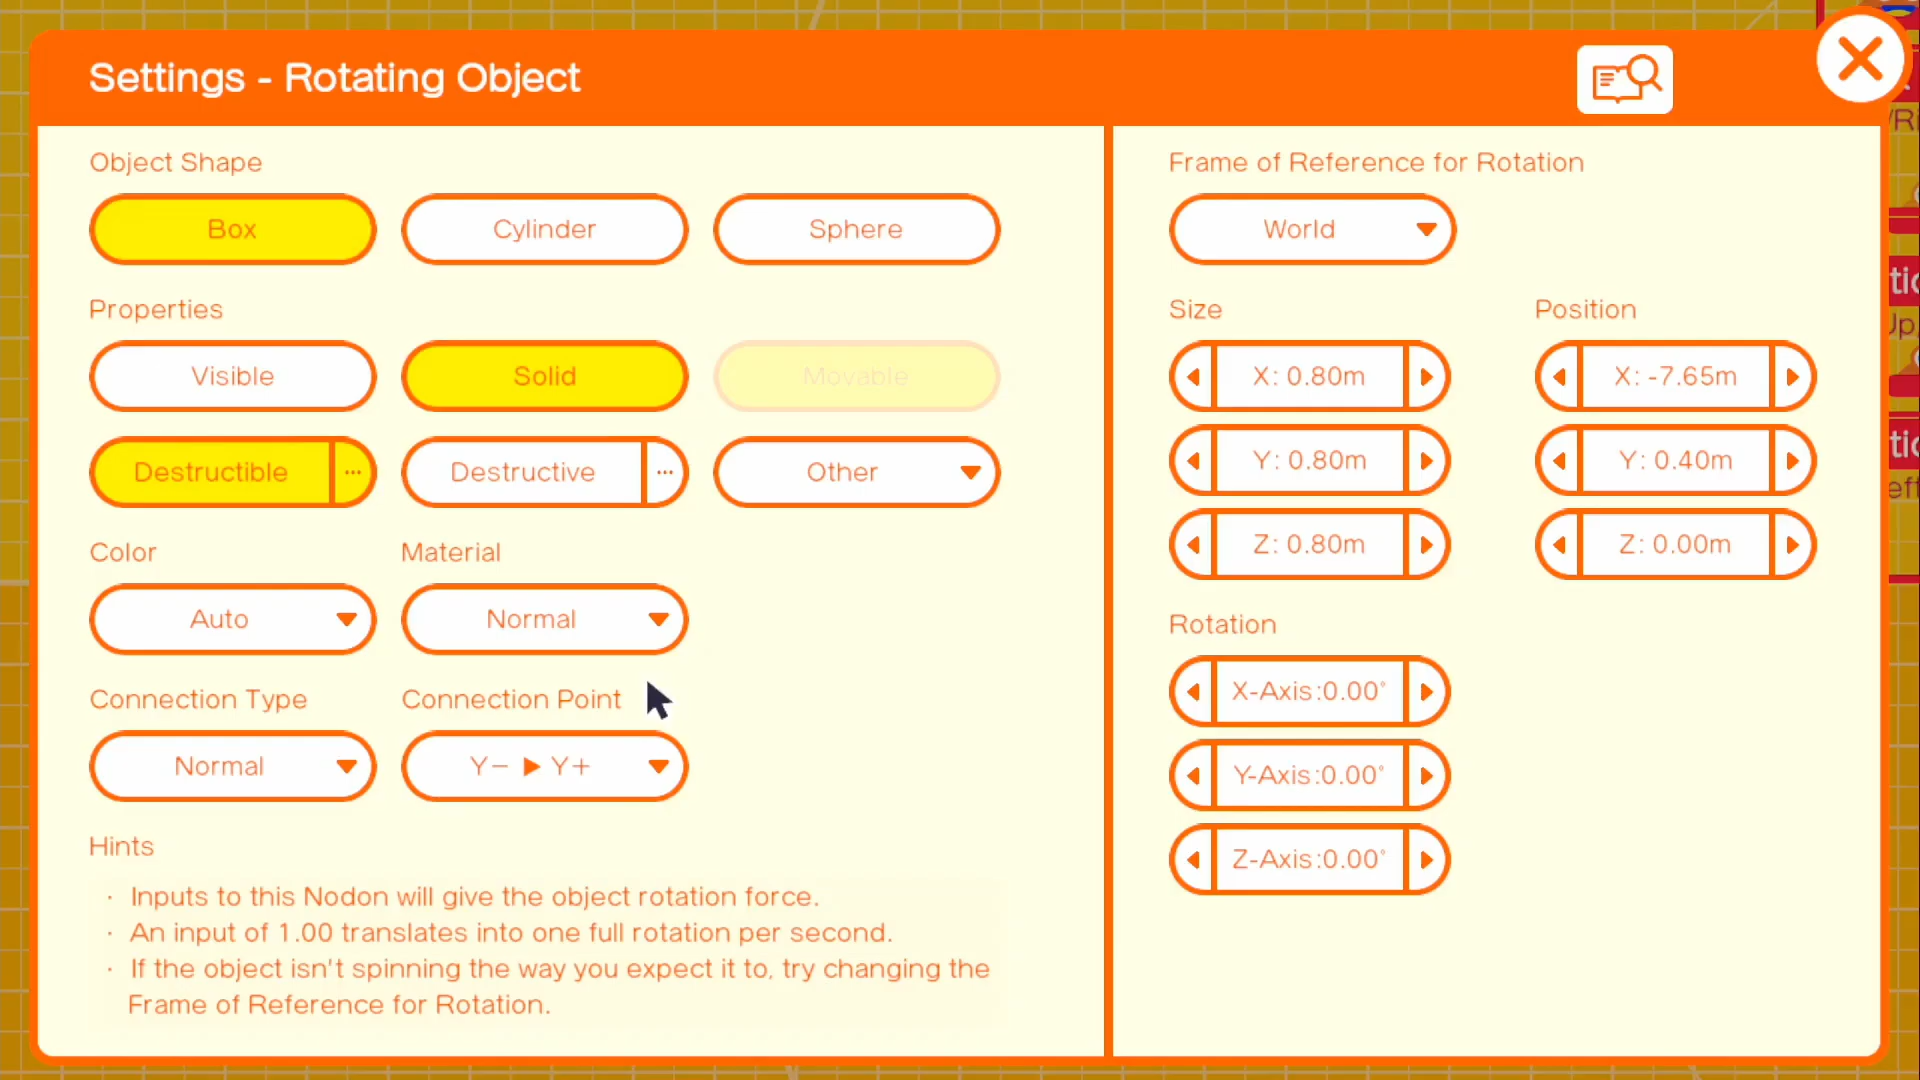 Settings - Rotating Object
Object Shape
Box
Cylinder
Sphere
Properties
Visible
Solid
Movable
Destructible
...
Destructive
...
Other
Color
Material
Auto
Normal
Connection Type
Connection Point
Normal
Y− ▶ Y+
Hints
· Inputs to this Nodon will give the object rotation force.
· An input of 1.00 translates into one full rotation per second.
· If the object isn't spinning the way you expect it to, try changing the
Frame of Reference for Rotation.
Frame of Reference for Rotation
World
Size
Position
X: 0.80m
X: -7.65m
Y: 0.80m
Y: 0.40m
Z: 0.80m
Z: 0.00m
Rotation
X-Axis:0.00°
Y-Axis:0.00°
Z-Axis:0.00°